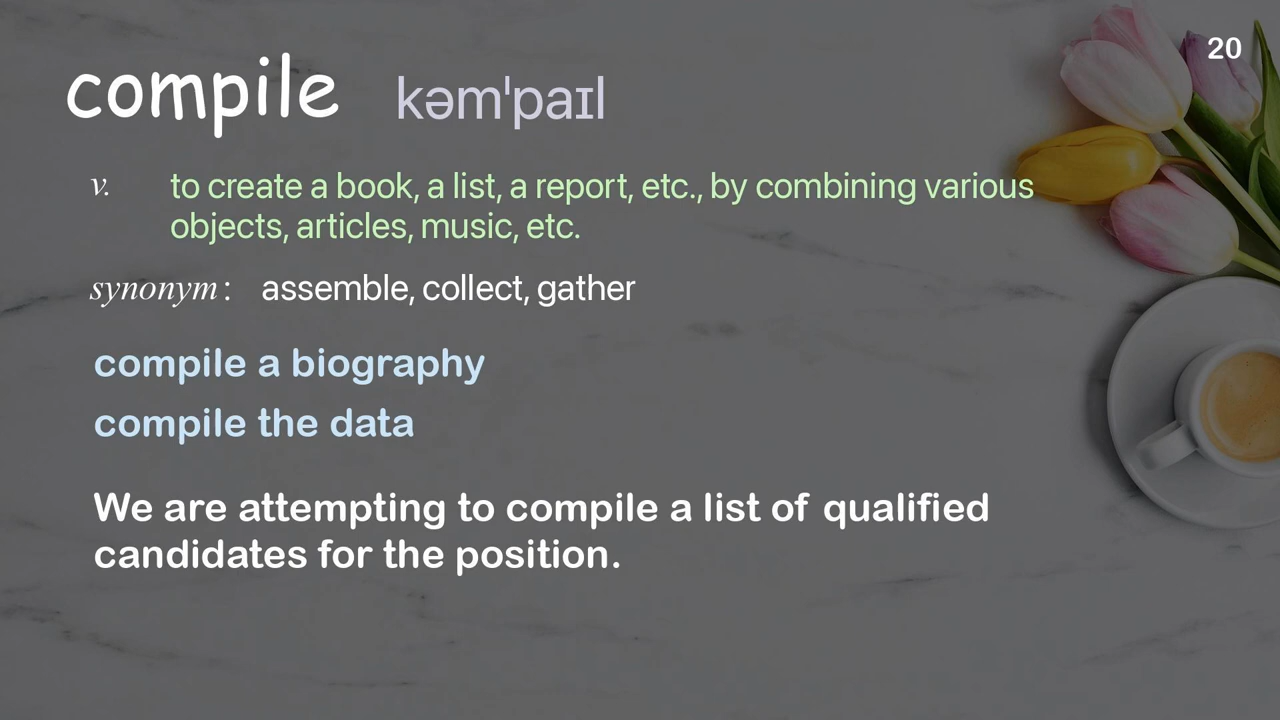 20
compile kəmˈpaɪl
v. to create a book, a list, a report, etc., by combining various
objects, articles, music, etc.
synonym : assemble, collect, gather
compile a biography
compile the data
We are attempting to compile a list of qualified
candidates for the position.